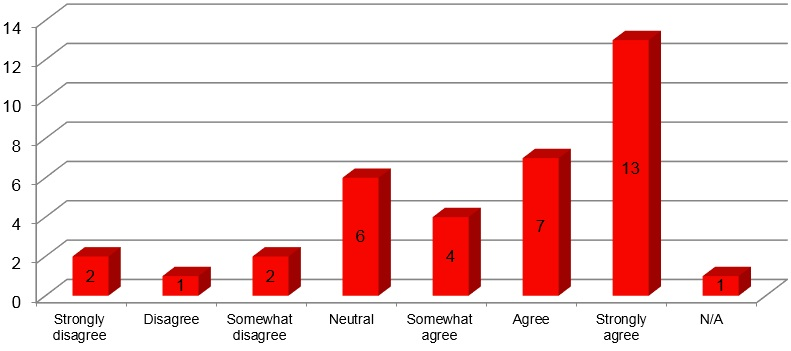 14
12
10
8
6
4
2
0
2
1
2
6
4
7
13
1
Strongly disagree
Disagree
Somewhat disagree
Neutral
Somewhat agree
Agree
Strongly agree
N/A